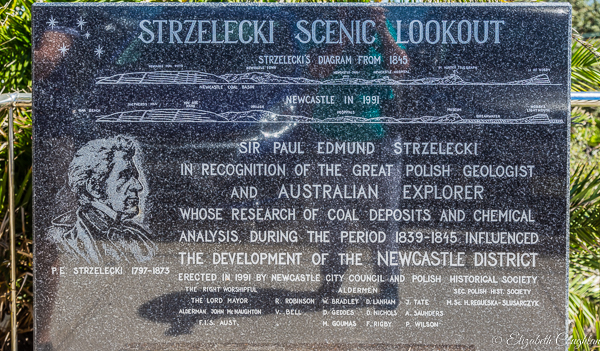 STRZELECKI SCENIC LOOKOUT
STRZELECKI'S DIAGRAM FROM 1845
NEWCASTLE COAL BASIN
NEWCASTLE IN 1991
SIR PAUL EDMUND STRZELECKI
IN RECOGNITION OF THE GREAT POLISH GEOLOGIST
AND AUSTRALIAN EXPLORER
WHOSE RESEARCH OF COAL DEPOSITS AND CHEMICAL
ANALYSIS, DURING THE PERIOD 1839-1845 INFLUENCED
THE DEVELOPMENT OF THE NEWCASTLE DISTRICT
P.E. STRZELECKI 1797-1873
ERECTED IN 1991 BY NEWCASTLE CITY COUNCIL AND POLISH HISTORICAL SOCIETY
THE RIGHT WORSHIPFUL ALDERMEN SEC. POLISH HIST. SOCIETY
THE LORD MAYOR R. ROBINSON W. BRADLEY D. LANHAM J. TATE M. Sc. H. REGUESKA-ŚLUSARCZYK
ALDERMAN JOHN McNAUGHTON V. BELL D. GEDDES D. NICHOLS A. SAUNDERS
F.I.S. AUST. M. GOUMAS F. RIGBY P. WILSON